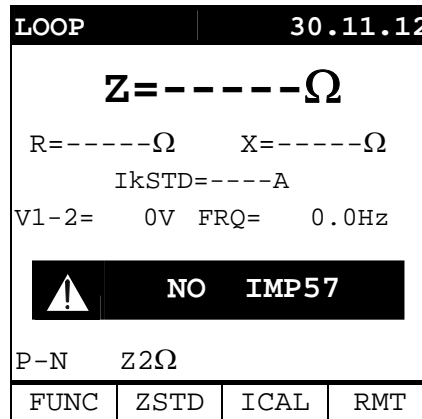 LOOP 30.11.12
Z=-----Ω
R=-----Ω X=-----Ω
IkSTD=----A
V1-2= 0V FRQ= 0.0Hz
NO IMP57
P-N Z2Ω
FUNC ZSTD ICAL RMT